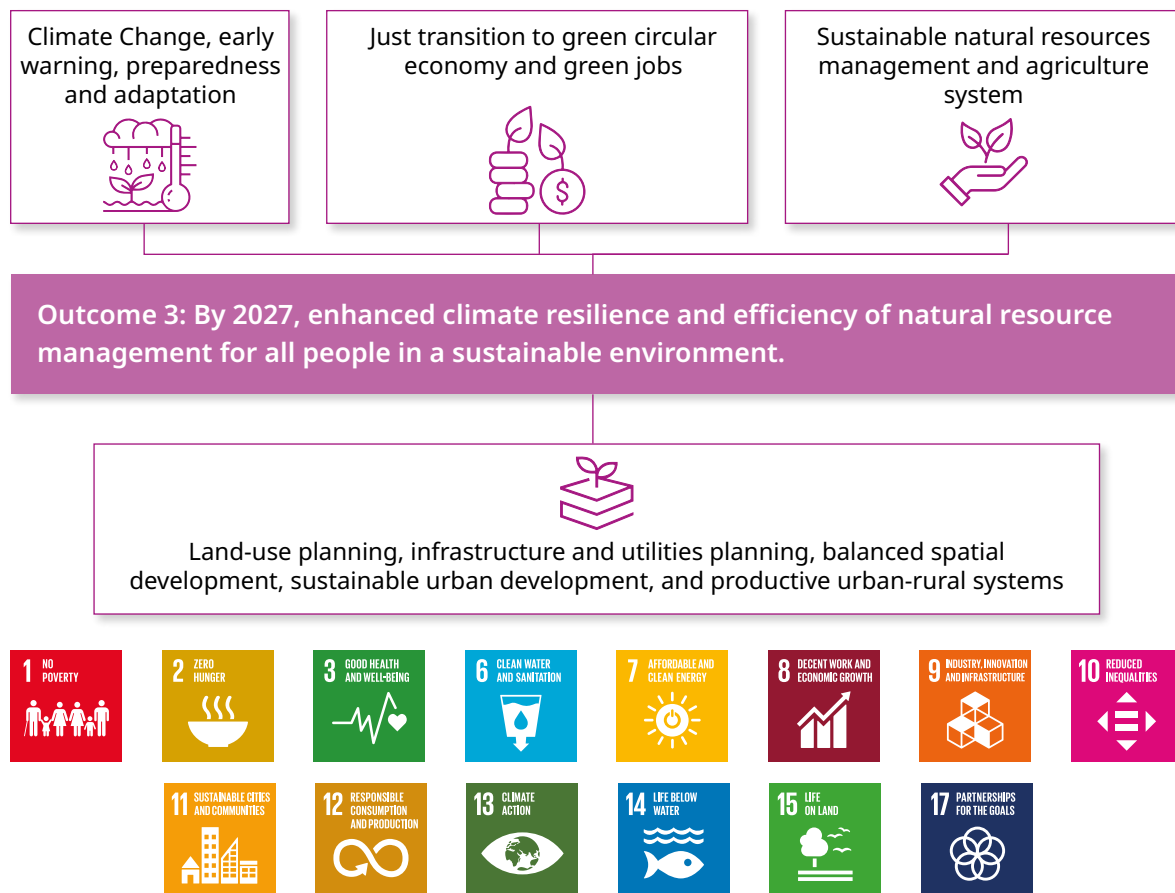 Climate Change, early
warning, preparedness
and adaptation
Just transition to green circular
economy and green jobs
$
Sustainable natural resources
management and agriculture
system
Outcome 3: By 2027, enhanced climate resilience and efficiency of natural resource
management for all people in a sustainable environment.
Land-use planning, infrastructure and utilities planning, balanced spatial
development, sustainable urban development, and productive urban-rural systems
1 NO
POVERTY
2 ZERO
HUNGER
3 GOOD HEALTH
AND WELL-BEING
6 CLEAN WATER
AND SANITATION
7 AFFORDABLE AND
CLEAN ENERGY
8 DECENT WORK AND
ECONOMIC GROWTH
9 INDUSTRY, INNOVATION
AND INFRASTRUCTURE
10 REDUCED
INEQUALITIES
11 SUSTAINABLE CITIES
AND COMMUNITIES
12 RESPONSIBLE
CONSUMPTION
AND PRODUCTION
13 CLIMATE
ACTION
14 LIFE BELOW
WATER
15 LIFE
ON LAND
17 PARTNERSHIPS
FOR THE GOALS